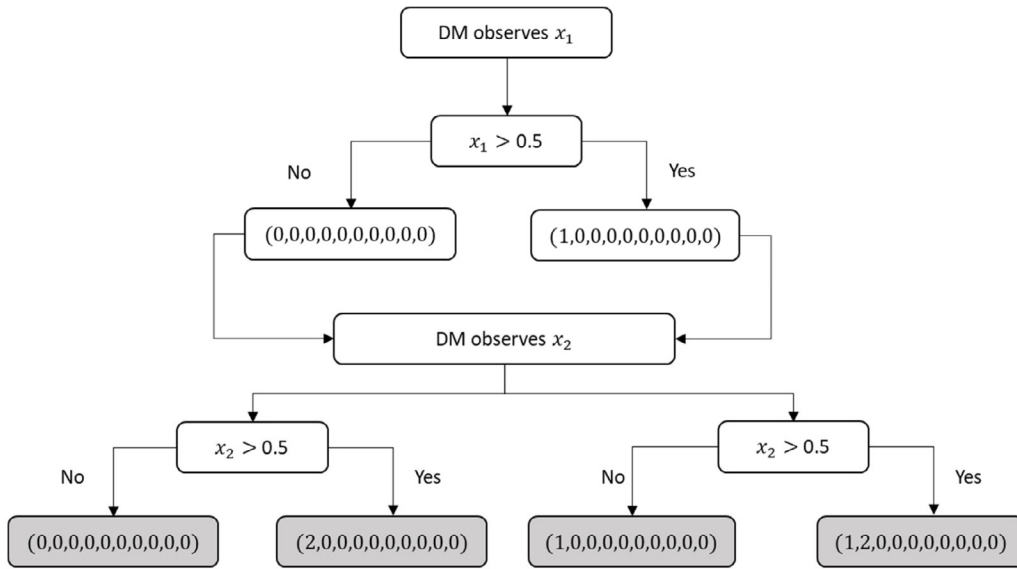 DM observes x₁
x₁ > 0.5
No
Yes
(0,0,0,0,0,0,0,0,0,0)
(1,0,0,0,0,0,0,0,0,0)
DM observes x₂
x₂ > 0.5
x₂ > 0.5
No
Yes
No
Yes
(0,0,0,0,0,0,0,0,0,0)
(2,0,0,0,0,0,0,0,0,0)
(1,0,0,0,0,0,0,0,0,0)
(1,2,0,0,0,0,0,0,0,0)